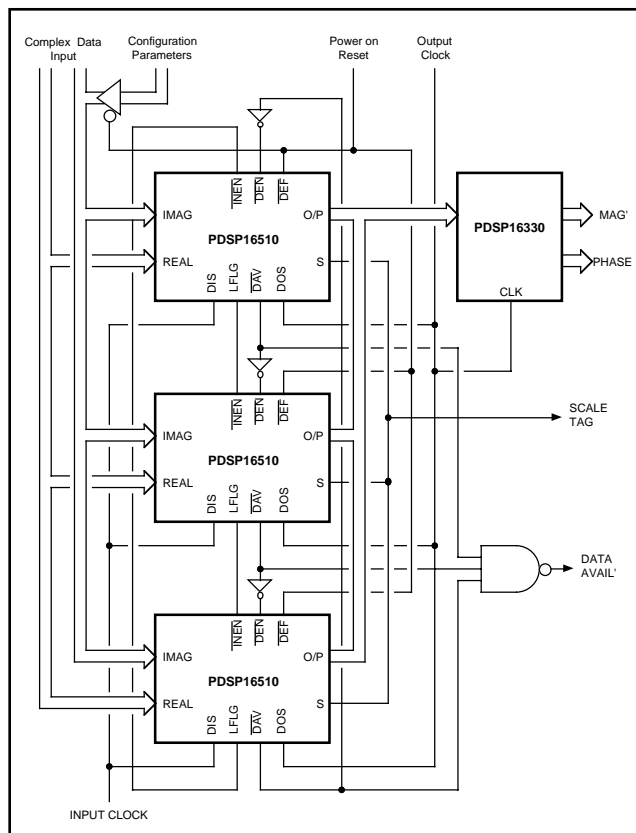 Complex Data
Input
Configuration
Parameters
Power on
Reset
Output
Clock
INEN
DEN
DEF
IMAG
O/P
PDSP16510
REAL
S
DIS
LFLG
DAV
DOS
PDSP16330
MAG'
PHASE
CLK
INEN
DEN
DEF
IMAG
O/P
PDSP16510
REAL
S
DIS
LFLG
DAV
DOS
SCALE
TAG
DATA
AVAIL'
INEN
DEN
DEF
IMAG
O/P
PDSP16510
REAL
S
DIS
LFLG
DAV
DOS
INPUT CLOCK